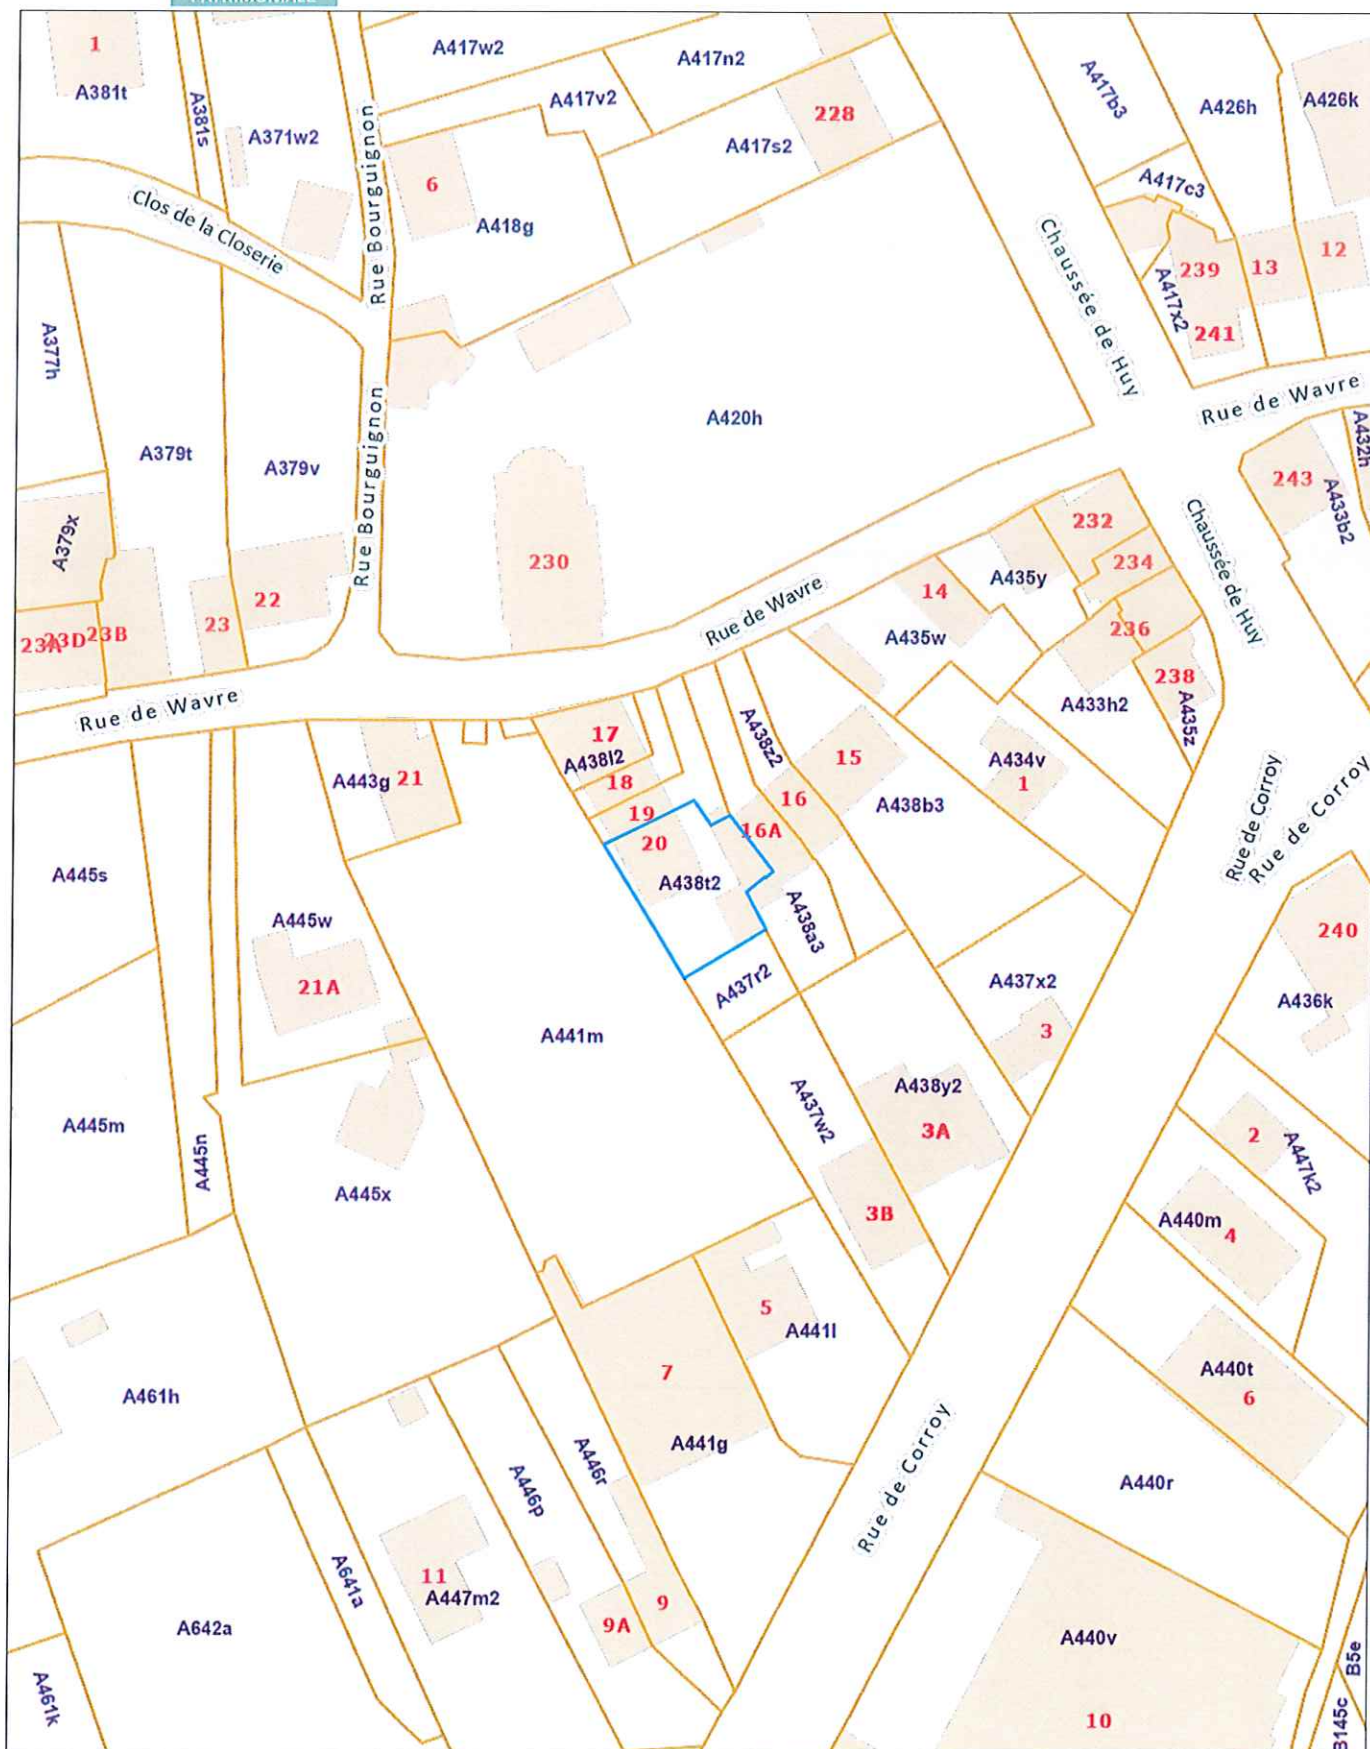 1
A381t
A381s
A371w2
Rue Bourguignon
A417w2
A417n2
A417v2
228
A417s2
6
A418g
A417b3
A426h
A426k
A417c3
Clos de la Closerie
Chaussée de Huy
239
13
12
A417x2
241
A377h
A420h
Rue de Wavre
A379t
A379v
Rue Bourguignon
A432h
243
A433b2
A379x
230
232
234
Chaussée de Huy
A435y
14
22
23
23A
23D
23B
Rue de Wavre
A435w
236
238
A435z
A433h2
Rue de Wavre
17
A438l2
A438z2
15
A434v
1
A443g
21
18
16
A438b3
19
16A
20
Rue de Corroy
Rue de Corroy
A445s
A438t2
A445w
A438a3
240
21A
A437r2
A437x2
A436k
A441m
3
A445m
A437w2
A438y2
3A
2
A447k2
A445n
A445x
3B
A440m
4
5
A441l
7
A461h
A440t
6
A441g
A446r
A446p
Rue de Corroy
A440r
A641a
11
A447m2
9
9A
A642a
A440v
B5e
A461k
10
B145c